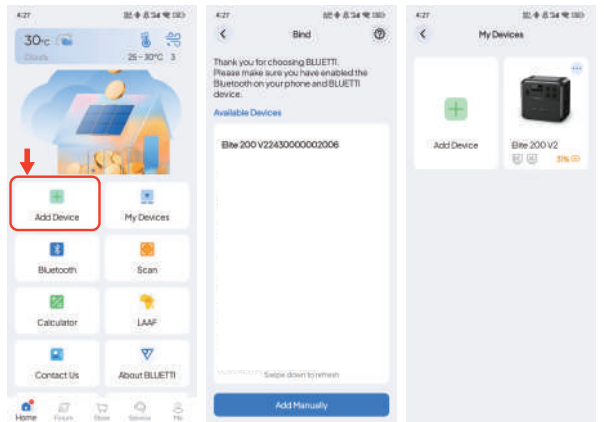 4:27
30°C
Cloudy
26~30°C 3
Add Device
My Devices
Bluetooth
Scan
Calculator
LAAF
Contact Us
About BLUETTI
Home
Forum
Store
Service
Me
4:27
Bind
Thank you for choosing BLUETTI.
Please make sure you have enabled the
Bluetooth on your phone and BLUETTI
device.
Available Devices
Elite 200 V22430000002006
Swipe down to refresh
Add Manually
4:27
My Devices
Add Device
Elite 200 V2
31%